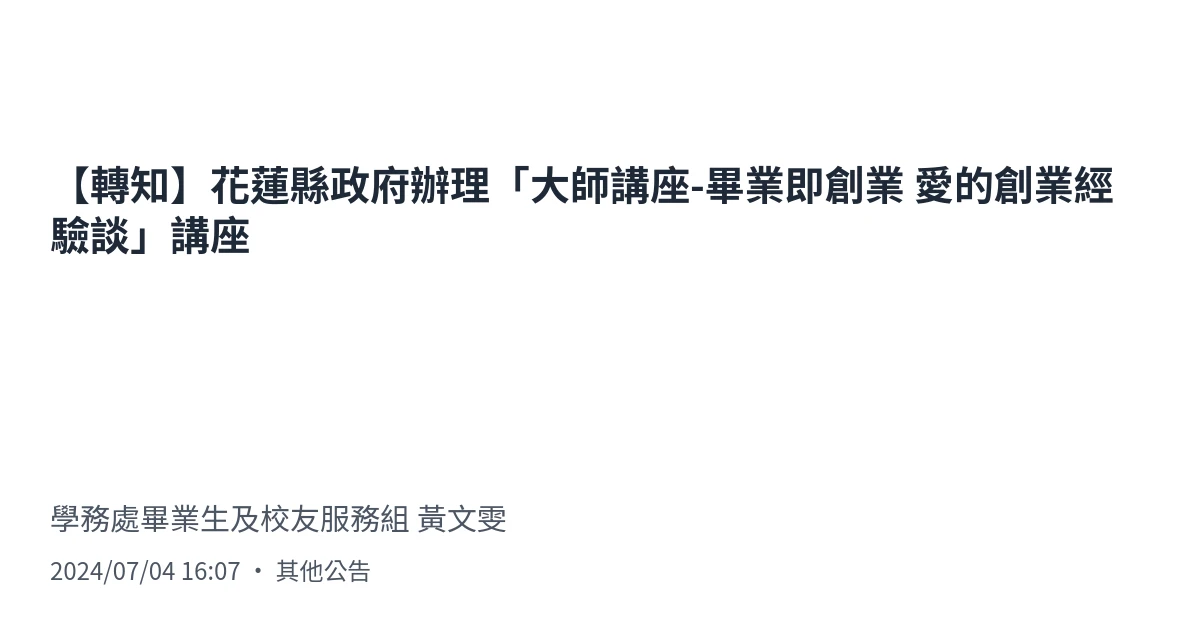 【轉知】花蓮縣政府辦理「大師講座-畢業即創業 愛的創業經
驗談」講座
學務處畢業生及校友服務組 黃文雯
2024/07/04 16:07 • 其他公告